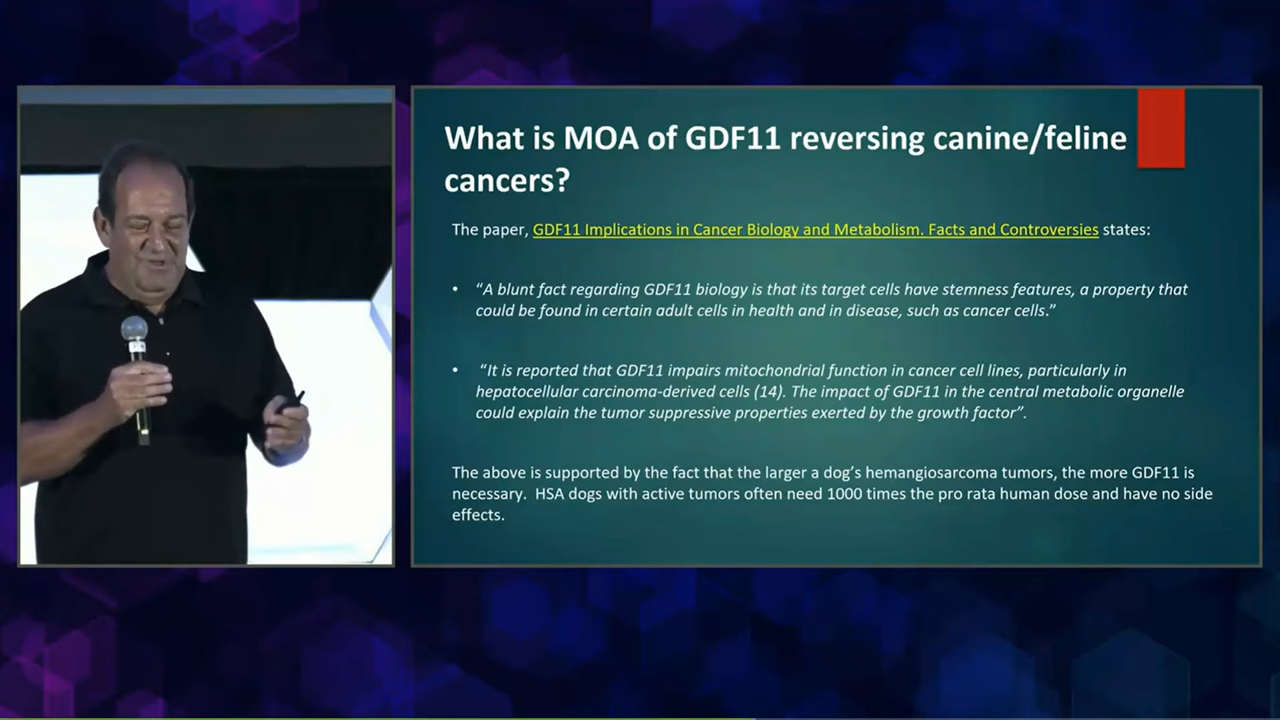 What is MOA of GDF11 reversing canine/feline
cancers?
The paper, GDF11 Implications in Cancer Biology and Metabolism. Facts and Controversies states:
• “A blunt fact regarding GDF11 biology is that its target cells have stemness features, a property that
could be found in certain adult cells in health and in disease, such as cancer cells.”
• “It is reported that GDF11 impairs mitochondrial function in cancer cell lines, particularly in
hepatocellular carcinoma-derived cells (14). The impact of GDF11 in the central metabolic organelle
could explain the tumor suppressive properties exerted by the growth factor”.
The above is supported by the fact that the larger a dog’s hemangiosarcoma tumors, the more GDF11 is
necessary. HSA dogs with active tumors often need 1000 times the pro rata human dose and have no side
effects.